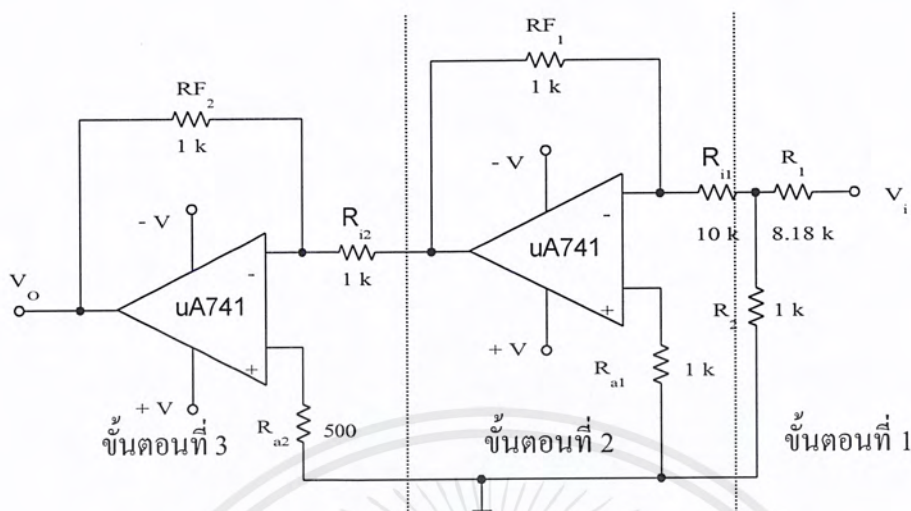 RF1
1 k
RF2
1 k
- V
- V
Ri1
R1
Vi
Ri2
-
10 k
8.18 k
uA741
-
1 k
VO
uA741
+
R2
1 k
+
+ V
Ra1
1 k
+ V
Ra2
500
ขั้นตอนที่ 3
ขั้นตอนที่ 2
ขั้นตอนที่ 1